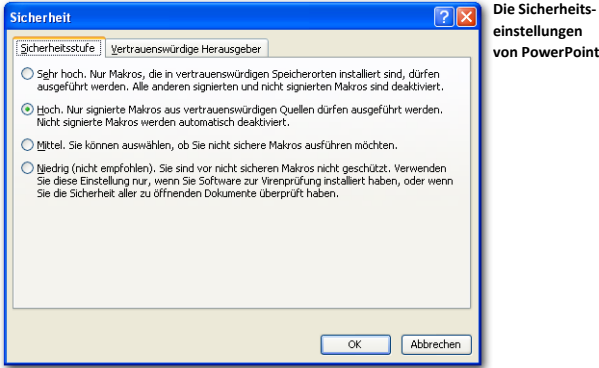 Sicherheit
Sicherheitsstufe
Vertrauenswürdige Herausgeber
Sehr hoch. Nur Makros, die in vertrauenswürdigen Speicherorten installiert sind, dürfen
ausgeführt werden. Alle anderen signierten und nicht signierten Makros sind deaktiviert.
Hoch. Nur signierte Makros aus vertrauenswürdigen Quellen dürfen ausgeführt werden.
Nicht signierte Makros werden automatisch deaktiviert.
Mittel. Sie können auswählen, ob Sie nicht sichere Makros ausführen möchten.
Niedrig (nicht empfohlen). Sie sind vor nicht sicheren Makros nicht geschützt. Verwenden
Sie diese Einstellung nur, wenn Sie Software zur Virenprüfung installiert haben, oder wenn
Sie die Sicherheit aller zu öffnenden Dokumente überprüft haben.
OK
Abbrechen
Die Sicherheits-
einstellungen
von PowerPoint